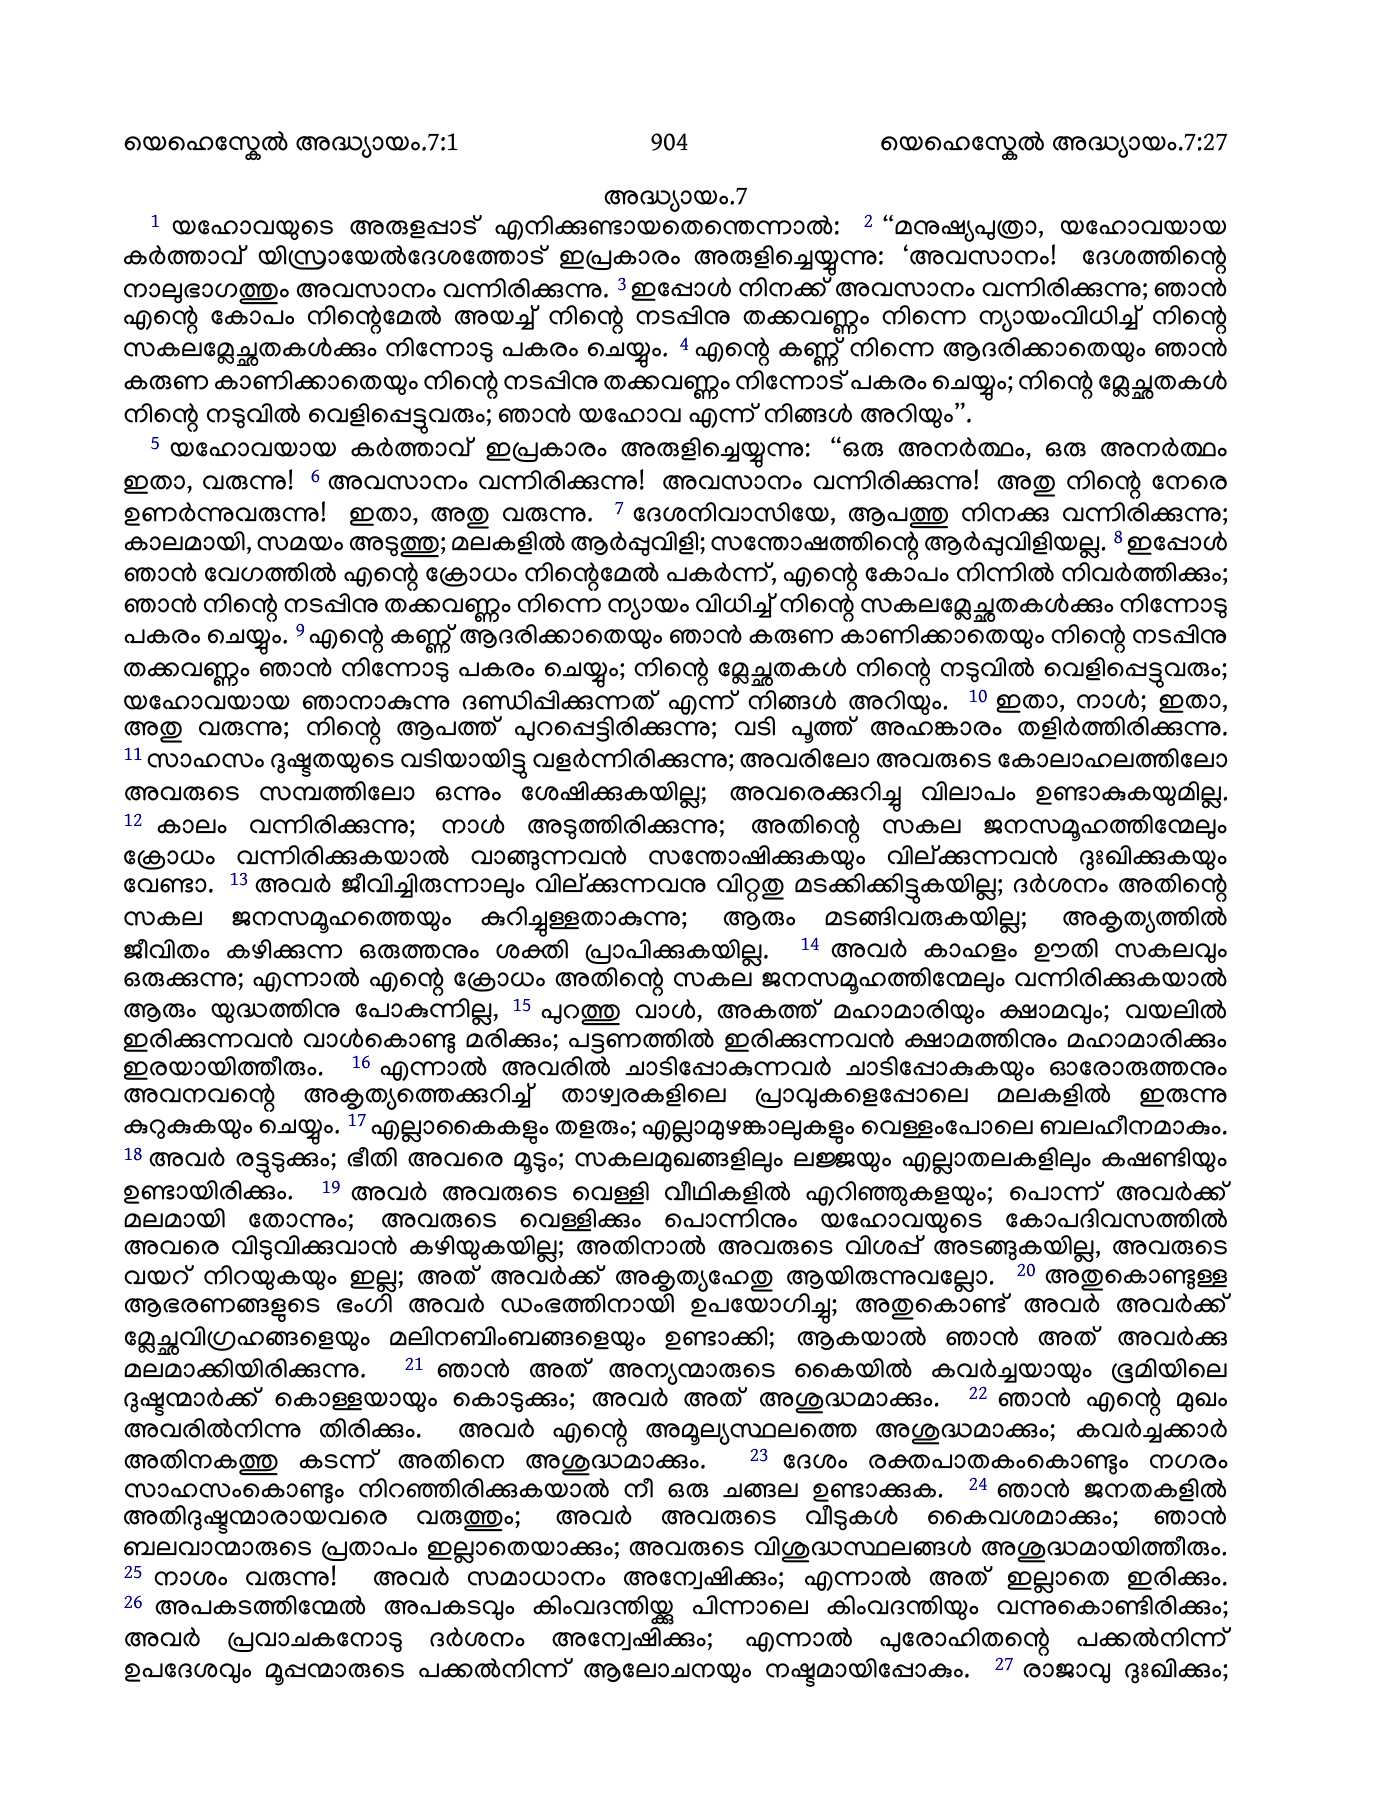 യെഹെസ്കേൽ അദ്ധ്യായം.7:1 904 യെഹെസ്കേൽ അദ്ധ്യായം.7:27
അദ്ധ്യായം.7
1 യഹോവയുടെ അരുളപ്പാട് എനിക്കുണ്ടായതെന്തെന്നാൽ: 2 “മനുഷ്യപുത്രാ, യഹോവയായ
കർത്താവ് യിസ്രായേൽദേശത്തോട് ഇപ്രകാരം അരുളിച്ചെയ്യുന്നു: ‘അവസാനം! ദേശത്തിന്റെ
നാലുഭാഗത്തും അവസാനം വന്നിരിക്കുന്നു. 3 ഇപ്പോൾ നിനക്ക് അവസാനം വന്നിരിക്കുന്നു; ഞാൻ
എന്റെ കോപം നിന്റെമേൽ അയച്ച് നിന്റെ നടപ്പിനു തക്കവണ്ണം നിന്നെ ന്യായംവിധിച്ച് നിന്റെ
സകലമ്ലേച്ഛതകൾക്കും നിന്നോടു പകരം ചെയ്യും. 4 എന്റെ കണ്ണ് നിന്നെ ആദരിക്കാതെയും ഞാൻ
കരുണ കാണിക്കാതെയും നിന്റെ നടപ്പിനു തക്കവണ്ണം നിന്നോട് പകരം ചെയ്യും; നിന്റെ മ്ലേച്ഛതകൾ
നിന്റെ നടുവിൽ വെളിപ്പെട്ടുവരും; ഞാൻ യഹോവ എന്ന് നിങ്ങൾ അറിയും”.
5 യഹോവയായ കർത്താവ് ഇപ്രകാരം അരുളിച്ചെയ്യുന്നു: “ഒരു അനർത്ഥം, ഒരു അനർത്ഥം
ഇതാ, വരുന്നു! 6 അവസാനം വന്നിരിക്കുന്നു! അവസാനം വന്നിരിക്കുന്നു! അതു നിന്റെ നേരെ
ഉണർന്നുവരുന്നു! ഇതാ, അതു വരുന്നു. 7 ദേശനിവാസിയേ, ആപത്തു നിനക്കു വന്നിരിക്കുന്നു;
കാലമായി, സമയം അടുത്തു; മലകളിൽ ആർപ്പുവിളി; സന്തോഷത്തിന്റെ ആർപ്പുവിളിയല്ല. 8 ഇപ്പോൾ
ഞാൻ വേഗത്തിൽ എന്റെ ക്രോധം നിന്റെമേൽ പകർന്ന്, എന്റെ കോപം നിന്നിൽ നിവർത്തിക്കും;
ഞാൻ നിന്റെ നടപ്പിനു തക്കവണ്ണം നിന്നെ ന്യായം വിധിച്ച് നിന്റെ സകലമ്ലേച്ഛതകൾക്കും നിന്നോടു
പകരം ചെയ്യും. 9 എന്റെ കണ്ണ് ആദരിക്കാതെയും ഞാൻ കരുണ കാണിക്കാതെയും നിന്റെ നടപ്പിനു
തക്കവണ്ണം ഞാൻ നിന്നോടു പകരം ചെയ്യും; നിന്റെ മ്ലേച്ഛതകൾ നിന്റെ നടുവിൽ വെളിപ്പെട്ടുവരും;
യഹോവയായ ഞാനാകുന്നു ദണ്ഡിപ്പിക്കുന്നത് എന്ന് നിങ്ങൾ അറിയും. 10 ഇതാ, നാൾ; ഇതാ,
അതു വരുന്നു; നിന്റെ ആപത്ത് പുറപ്പെട്ടിരിക്കുന്നു; വടി പൂത്ത് അഹങ്കാരം തളിർത്തിരിക്കുന്നു.
11 സാഹസം ദുഷ്ടതയുടെ വടിയായിട്ടു വളർന്നിരിക്കുന്നു; അവരിലോ അവരുടെ കോലാഹലത്തിലോ
അവരുടെ സമ്പത്തിലോ ഒന്നും ശേഷിക്കുകയില്ല; അവരെക്കുറിച്ചു വിലാപം ഉണ്ടാകുകയുമില്ല.
12 കാലം വന്നിരിക്കുന്നു; നാൾ അടുത്തിരിക്കുന്നു; അതിന്റെ സകല ജനസമൂഹത്തിന്മേലും
ക്രോധം വന്നിരിക്കുകയാൽ വാങ്ങുന്നവൻ സന്തോഷിക്കുകയും വില്ക്കുന്നവൻ ദുഃഖിക്കുകയും
വേണ്ടാ. 13 അവർ ജീവിച്ചിരുന്നാലും വില്ക്കുന്നവനു വിറ്റതു മടക്കിക്കിട്ടുകയില്ല; ദർശനം അതിന്റെ
സകല ജനസമൂഹത്തെയും കുറിച്ചുള്ളതാകുന്നു; ആരും മടങ്ങിവരുകയില്ല; അകൃത്യത്തിൽ
ജീവിതം കഴിക്കുന്ന ഒരുത്തനും ശക്തി പ്രാപിക്കുകയില്ല. 14 അവർ കാഹളം ഊതി സകലവും
ഒരുക്കുന്നു; എന്നാൽ എന്റെ ക്രോധം അതിന്റെ സകല ജനസമൂഹത്തിന്മേലും വന്നിരിക്കുകയാൽ
ആരും യുദ്ധത്തിനു പോകുന്നില്ല, 15 പുറത്തു വാൾ, അകത്ത് മഹാമാരിയും ക്ഷാമവും; വയലിൽ
ഇരിക്കുന്നവൻ വാൾകൊണ്ടു മരിക്കും; പട്ടണത്തിൽ ഇരിക്കുന്നവൻ ക്ഷാമത്തിനും മഹാമാരിക്കും
ഇരയായിത്തീരും. 16 എന്നാൽ അവരിൽ ചാടിപ്പോകുന്നവർ ചാടിപ്പോകുകയും ഓരോരുത്തനും
അവനവന്റെ അകൃത്യത്തെക്കുറിച്ച് താഴ്വരകളിലെ പ്രാവുകളെപ്പോലെ മലകളിൽ ഇരുന്നു
കുറുകുകയും ചെയ്യും. 17 എല്ലാകൈകളും തളരും; എല്ലാമുഴങ്കാലുകളും വെള്ളംപോലെ ബലഹീനമാകും.
18 അവർ രട്ടുടുക്കും; ഭീതി അവരെ മൂടും; സകലമുഖങ്ങളിലും ലജ്ജയും എല്ലാതലകളിലും കഷണ്ടിയും
ഉണ്ടായിരിക്കും. 19 അവർ അവരുടെ വെള്ളി വീഥികളിൽ എറിഞ്ഞുകളയും; പൊന്ന് അവർക്ക്
മലമായി തോന്നും; അവരുടെ വെള്ളിക്കും പൊന്നിനും യഹോവയുടെ കോപദിവസത്തിൽ
അവരെ വിടുവിക്കുവാൻ കഴിയുകയില്ല; അതിനാൽ അവരുടെ വിശപ്പ് അടങ്ങുകയില്ല, അവരുടെ
വയറ് നിറയുകയും ഇല്ല; അത് അവർക്ക് അകൃത്യഹേതു ആയിരുന്നുവല്ലോ. 20 അതുകൊണ്ടുള്ള
ആഭരണങ്ങളുടെ ഭംഗി അവർ ഡംഭത്തിനായി ഉപയോഗിച്ചു; അതുകൊണ്ട് അവർ അവർക്ക്
മ്ലേച്ഛവിഗ്രഹങ്ങളെയും മലിനബിംബങ്ങളെയും ഉണ്ടാക്കി; ആകയാൽ ഞാൻ അത് അവർക്കു
മലമാക്കിയിരിക്കുന്നു. 21 ഞാൻ അത് അന്യന്മാരുടെ കൈയിൽ കവർച്ചയായും ഭൂമിയിലെ
ദുഷ്ടന്മാർക്ക് കൊള്ളയായും കൊടുക്കും; അവർ അത് അശുദ്ധമാക്കും. 22 ഞാൻ എന്റെ മുഖം
അവരിൽനിന്നു തിരിക്കും. അവർ എന്റെ അമൂല്യസ്ഥലത്തെ അശുദ്ധമാക്കും; കവർച്ചക്കാർ
അതിനകത്തു കടന്ന് അതിനെ അശുദ്ധമാക്കും. 23 ദേശം രക്തപാതകംകൊണ്ടും നഗരം
സാഹസംകൊണ്ടും നിറഞ്ഞിരിക്കുകയാൽ നീ ഒരു ചങ്ങല ഉണ്ടാക്കുക. 24 ഞാൻ ജനതകളിൽ
അതിദുഷ്ടന്മാരായവരെ വരുത്തും; അവർ അവരുടെ വീടുകൾ കൈവശമാക്കും; ഞാൻ
ബലവാന്മാരുടെ പ്രതാപം ഇല്ലാതെയാക്കും; അവരുടെ വിശുദ്ധസ്ഥലങ്ങൾ അശുദ്ധമായിത്തീരും.
25 നാശം വരുന്നു! അവർ സമാധാനം അന്വേഷിക്കും; എന്നാൽ അത് ഇല്ലാതെ ഇരിക്കും.
26 അപകടത്തിന്മേൽ അപകടവും കിംവദന്തിയ്ക്കു പിന്നാലെ കിംവദന്തിയും വന്നുകൊണ്ടിരിക്കും;
അവർ പ്രവാചകനോടു ദർശനം അന്വേഷിക്കും; എന്നാൽ പുരോഹിതന്റെ പക്കൽനിന്ന്
ഉപദേശവും മൂപ്പന്മാരുടെ പക്കൽനിന്ന് ആലോചനയും നഷ്ടമായിപ്പോകും. 27 രാജാവു ദുഃഖിക്കും;